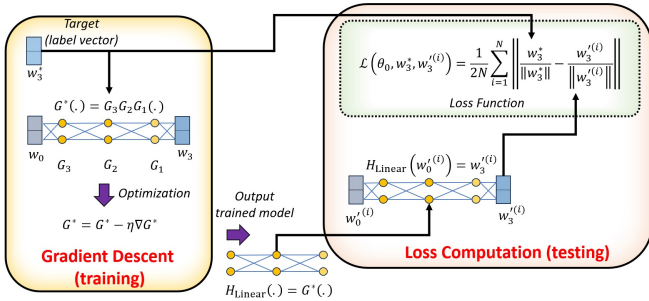 Target
(label vector)
w₃*
G*(.) = G₃G₂G₁(.)
w₀
w₃
G₃ G₂ G₁
Optimization
G* = G* − η∇G*
Gradient Descent
(training)
Output
trained model
H_Linear(.) = G*(.)
ℒ(θ₀, w₃*, w₃′⁽ⁱ⁾) = 1/2N ∑_{i=1}^{N} ‖ w₃*/‖w₃*‖ − w₃′⁽ⁱ⁾/‖w₃′⁽ⁱ⁾‖ ‖
Loss Function
H_Linear(w₀′⁽ⁱ⁾) = w₃′⁽ⁱ⁾
w₀′⁽ⁱ⁾
w₃′⁽ⁱ⁾
Loss Computation (testing)